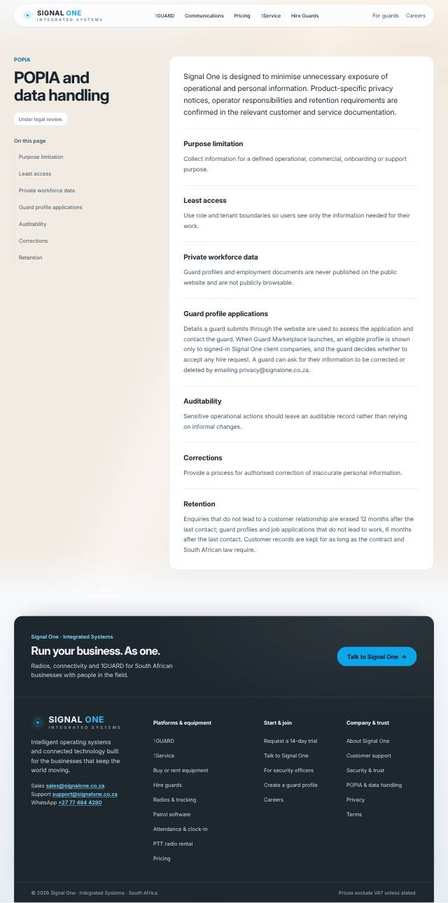 SIGNAL ONE
INTEGRATED SYSTEMS
1GUARD
Communications
Pricing
1Service
Hire Guards
For guards
Careers
POPIA
POPIA and
data handling
Under legal review
On this page
Purpose limitation
Least access
Private workforce data
Guard profile applications
Auditability
Corrections
Retention
Signal One is designed to minimise unnecessary exposure of
operational and personal information. Product-specific privacy
notices, operator responsibilities and retention requirements are
confirmed in the relevant customer and service documentation.
Purpose limitation
Collect information for a defined operational, commercial, onboarding or support
purpose.
Least access
Use role and tenant boundaries so users see only the information needed for their
work.
Private workforce data
Guard profiles and employment documents are never published on the public
website and are not publicly browsable.
Guard profile applications
Details a guard submits through the website are used to assess the application and
contact the guard. When Guard Marketplace launches, an eligible profile is shown
only to signed-in Signal One client companies, and the guard decides whether to
accept any hire request. A guard can ask for their information to be corrected or
deleted by emailing privacy@signalone.co.za.
Auditability
Sensitive operational actions should leave an auditable record rather than relying
on informal changes.
Corrections
Provide a process for authorised correction of inaccurate personal information.
Retention
Enquiries that do not lead to a customer relationship are erased 12 months after the
last contact; guard profiles and job applications that do not lead to work, 6 months
after the last contact. Customer records are kept for as long as the contract and
South African law require.
Signal One · Integrated Systems
Run your business. As one.
Radios, connectivity and 1GUARD for South African
businesses with people in the field.
Talk to Signal One →
SIGNAL ONE
INTEGRATED SYSTEMS
Intelligent operating systems
and connected technology built
for the businesses that keep the
world moving.
Sales sales@signalone.co.za
Support support@signalone.co.za
WhatsApp +27 77 484 4280
Platforms & equipment
1GUARD
1Service
Buy or rent equipment
Hire guards
Radios & tracking
Patrol software
Attendance & clock-in
PTT radio rental
Pricing
Start & join
Request a 14-day trial
Talk to Signal One
For security officers
Create a guard profile
Careers
Company & trust
About Signal One
Customer support
Security & trust
POPIA & data handling
Privacy
Terms
© 2026 Signal One · Integrated Systems · South Africa.
Prices exclude VAT unless stated.